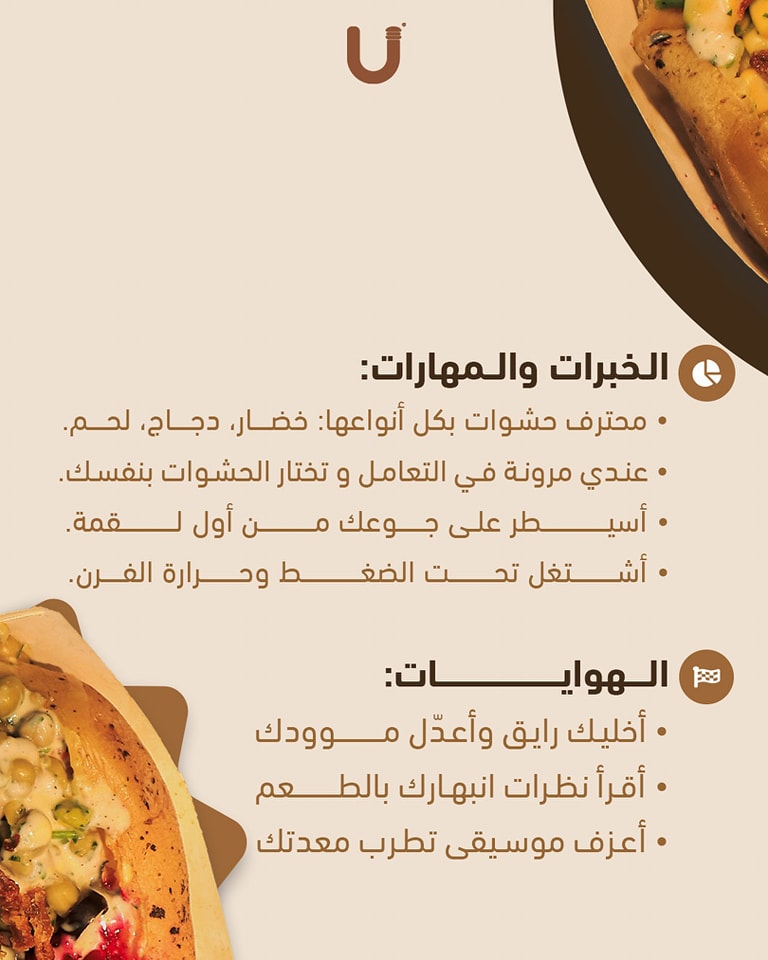 الخبرات والمهارات:
• محترف حشوات بكل أنواعها: خضار، دجاج، لحم.
• عندي مرونة في التعامل و تختار الحشوات بنفسك.
• أسيطر على جوعك من أول لقمة.
• أشتغل تحت الضغط وحرارة الفرن.
الهوايات:
• أخليك رايق وأعدّل موودك
• أقرأ نظرات انبهارك بالطعم
• أعزف موسيقى تطرب معدتك